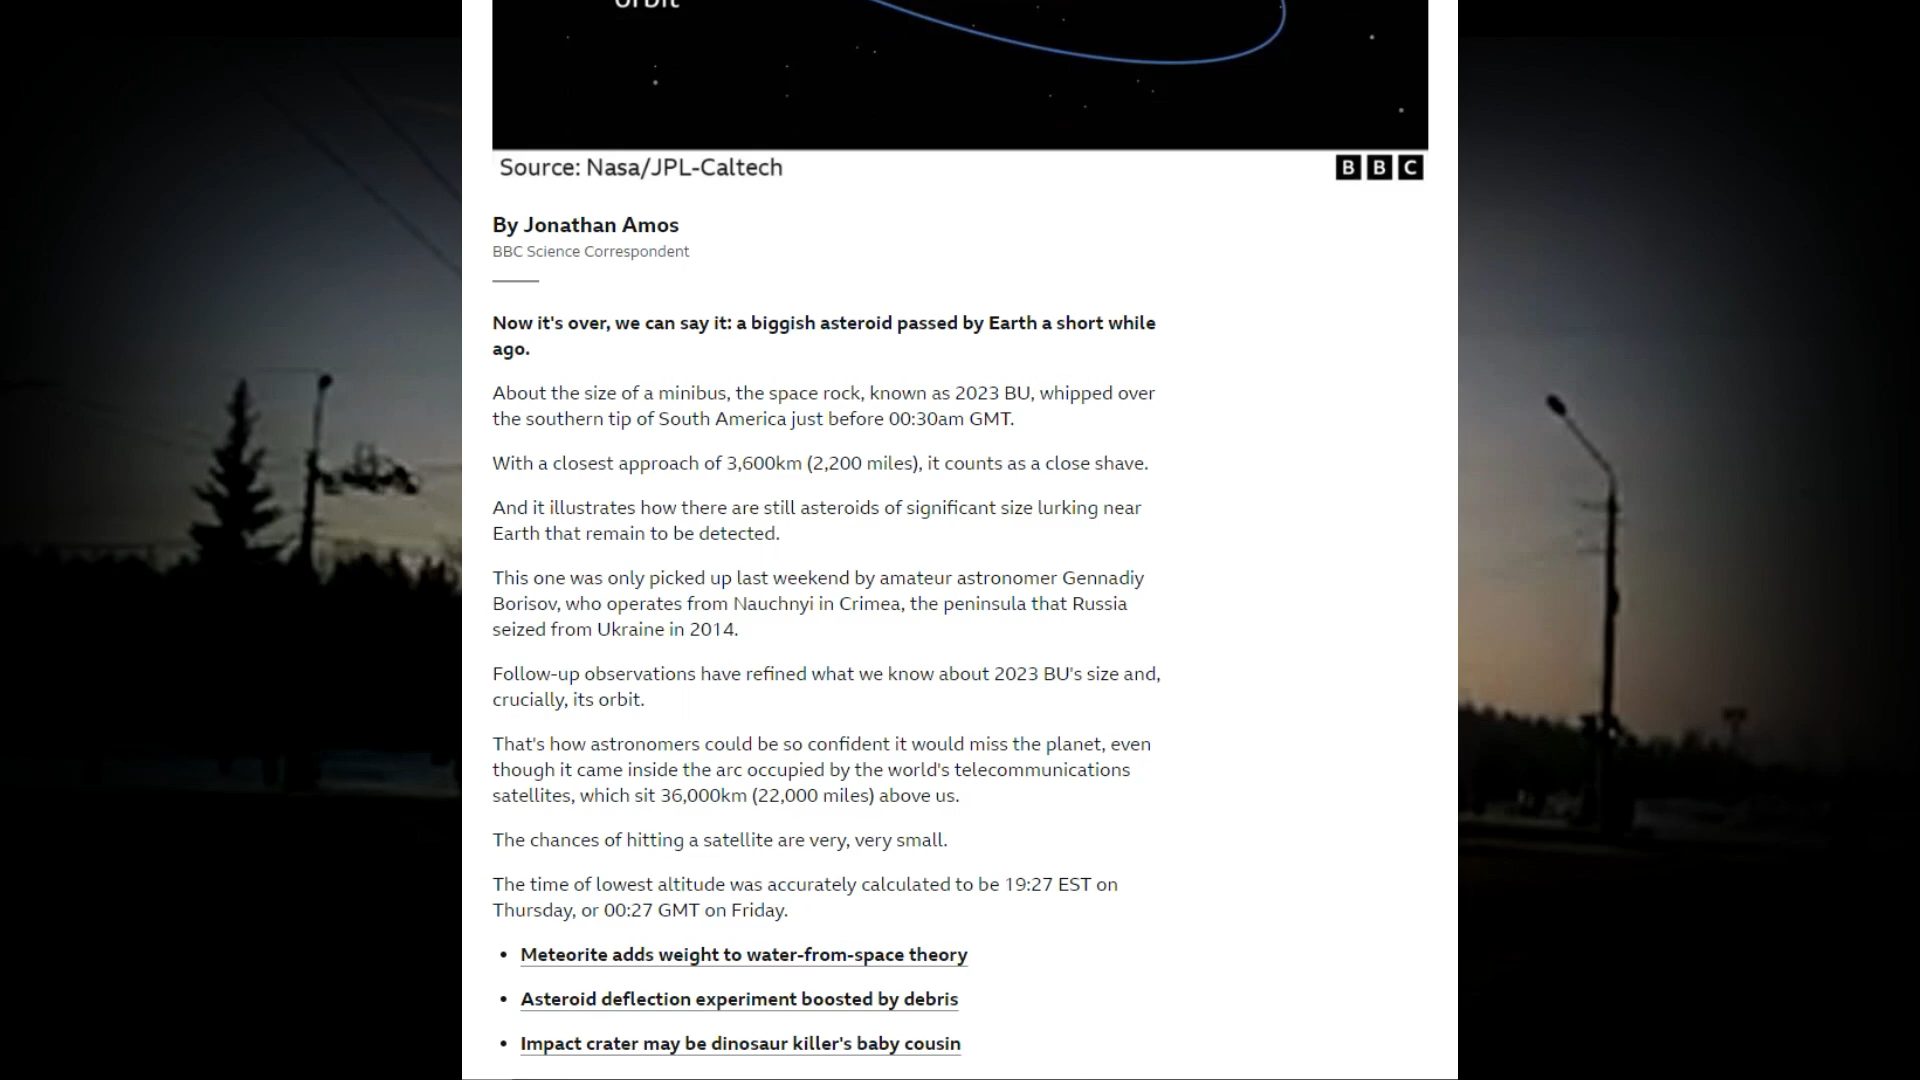 orbit
Source: Nasa/JPL-Caltech
BBC
By Jonathan Amos
BBC Science Correspondent
Now it's over, we can say it: a biggish asteroid passed by Earth a short while
ago.
About the size of a minibus, the space rock, known as 2023 BU, whipped over
the southern tip of South America just before 00:30am GMT.
With a closest approach of 3,600km (2,200 miles), it counts as a close shave.
And it illustrates how there are still asteroids of significant size lurking near
Earth that remain to be detected.
This one was only picked up last weekend by amateur astronomer Gennadiy
Borisov, who operates from Nauchnyi in Crimea, the peninsula that Russia
seized from Ukraine in 2014.
Follow-up observations have refined what we know about 2023 BU's size and,
crucially, its orbit.
That's how astronomers could be so confident it would miss the planet, even
though it came inside the arc occupied by the world's telecommunications
satellites, which sit 36,000km (22,000 miles) above us.
The chances of hitting a satellite are very, very small.
The time of lowest altitude was accurately calculated to be 19:27 EST on
Thursday, or 00:27 GMT on Friday.
• Meteorite adds weight to water-from-space theory
• Asteroid deflection experiment boosted by debris
• Impact crater may be dinosaur killer's baby cousin